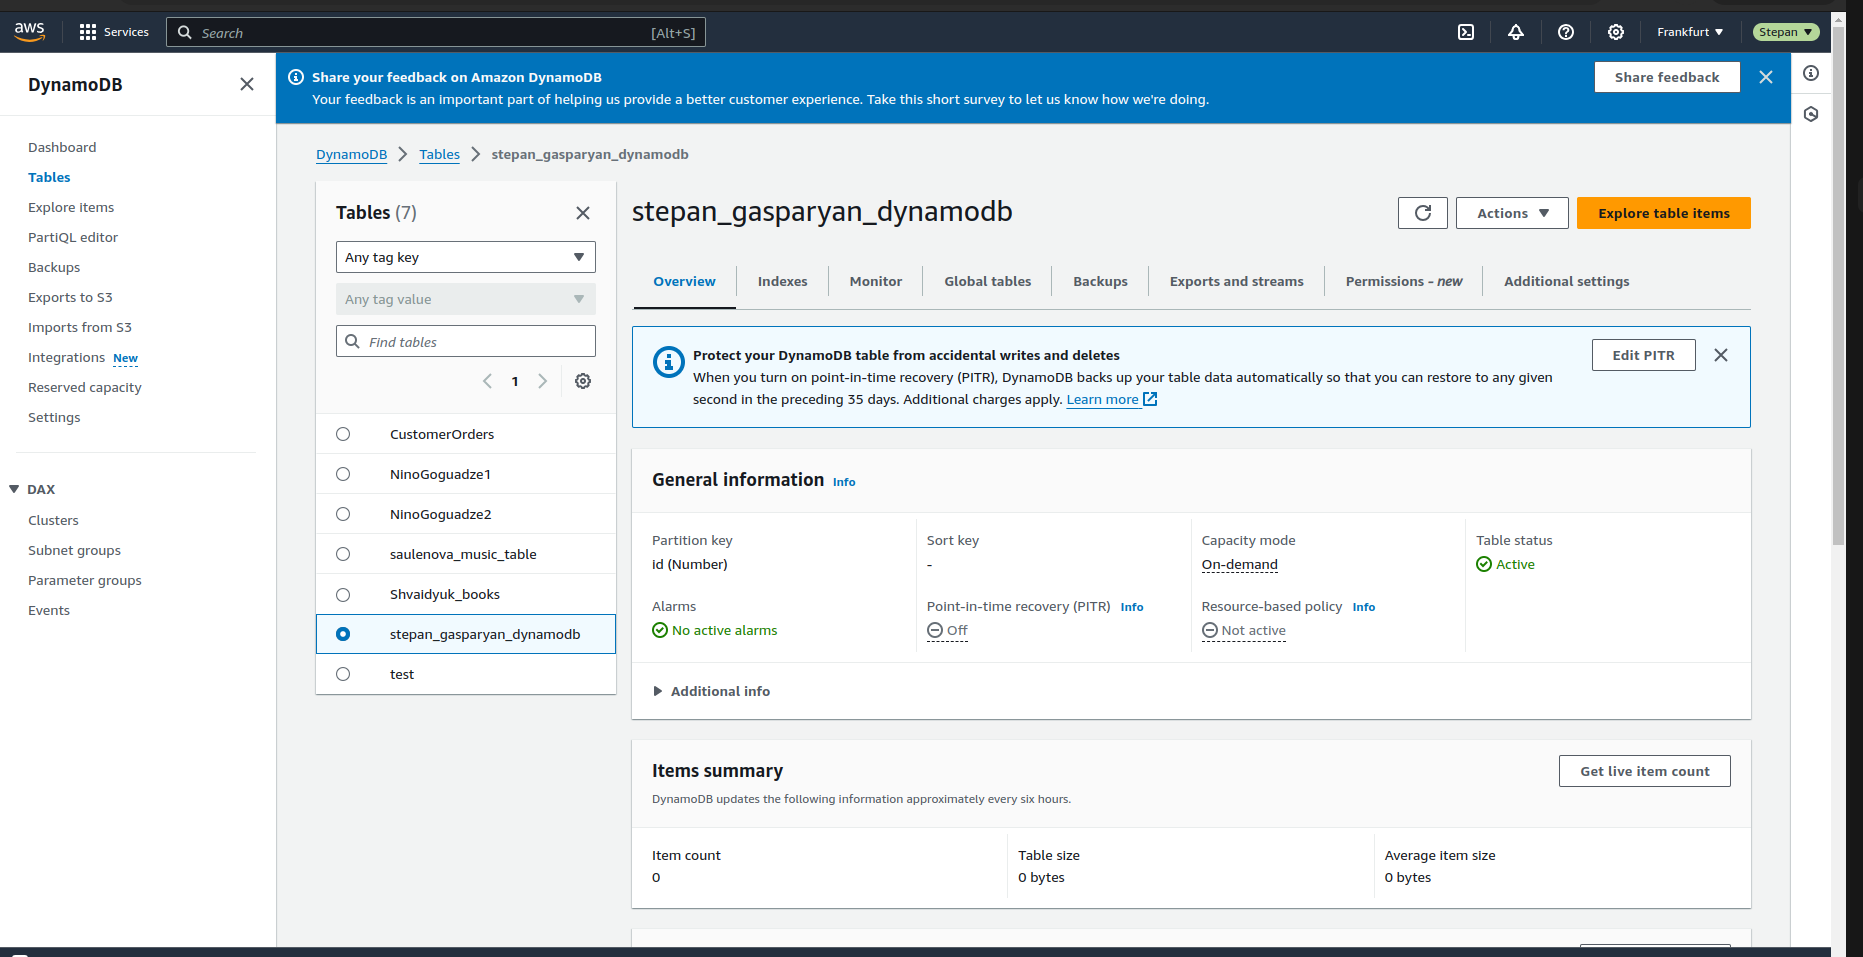 aws
Services
Search
[Alt+S]
Frankfurt
Stepan
DynamoDB
Dashboard
Tables
Explore items
PartiQL editor
Backups
Exports to S3
Imports from S3
Integrations New
Reserved capacity
Settings
DAX
Clusters
Subnet groups
Parameter groups
Events
Share your feedback on Amazon DynamoDB
Your feedback is an important part of helping us provide a better customer experience. Take this short survey to let us know how we're doing.
Share feedback
DynamoDB
Tables
stepan_gasparyan_dynamodb
Tables (7)
Any tag key
Any tag value
Find tables
1
CustomerOrders
NinoGoguadze1
NinoGoguadze2
saulenova_music_table
Shvaidyuk_books
stepan_gasparyan_dynamodb
test
stepan_gasparyan_dynamodb
Actions
Explore table items
Overview
Indexes
Monitor
Global tables
Backups
Exports and streams
Permissions - new
Additional settings
Protect your DynamoDB table from accidental writes and deletes
When you turn on point-in-time recovery (PITR), DynamoDB backs up your table data automatically so that you can restore to any given
second in the preceding 35 days. Additional charges apply. Learn more
Edit PITR
General information Info
Partition key
id (Number)
Sort key
-
Capacity mode
On-demand
Table status
Active
Alarms
No active alarms
Point-in-time recovery (PITR) Info
Off
Resource-based policy Info
Not active
Additional info
Items summary
Get live item count
DynamoDB updates the following information approximately every six hours.
Item count
0
Table size
0 bytes
Average item size
0 bytes